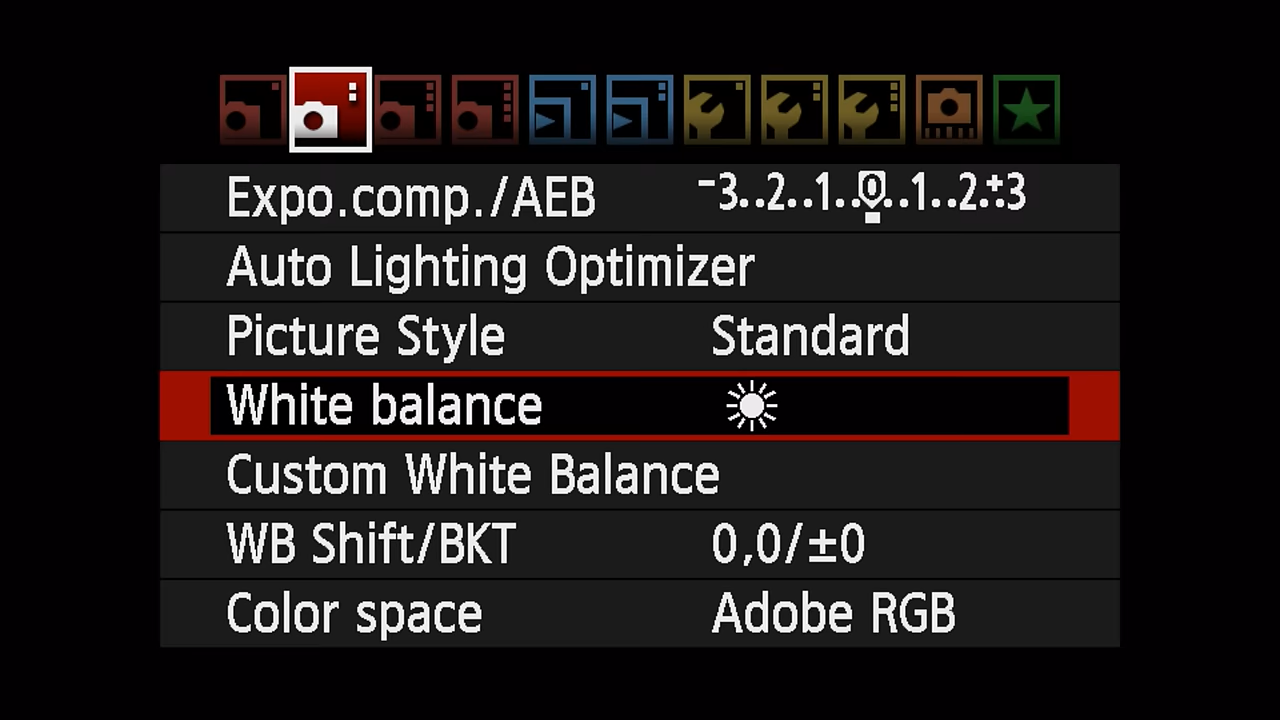 Expo.comp./AEB -3..2..1..0..1..2.+3
Auto Lighting Optimizer
Picture Style Standard
White balance
Custom White Balance
WB Shift/BKT 0,0/±0
Color space Adobe RGB